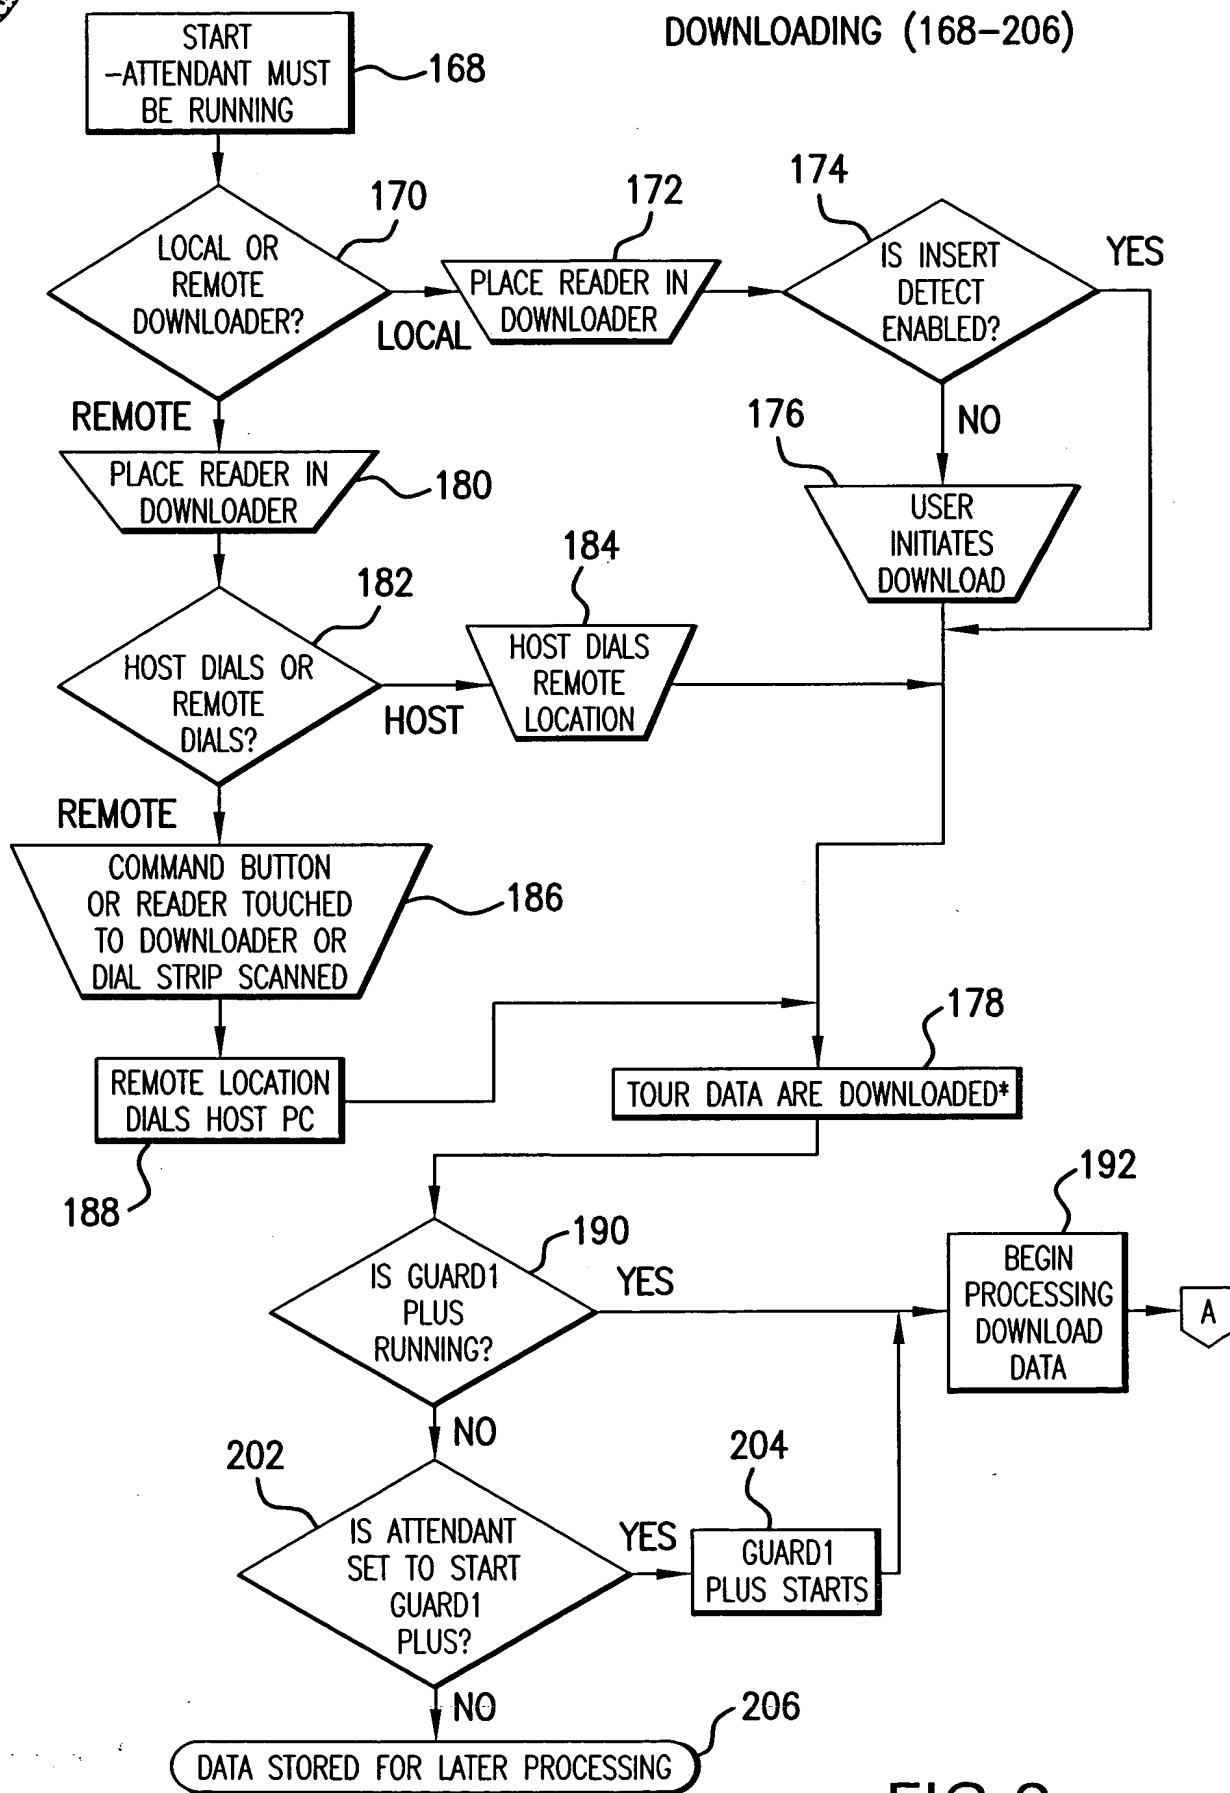 DOWNLOADING (168-206)
START
-ATTENDANT MUST
BE RUNNING
168
LOCAL OR
REMOTE
DOWNLOADER?
170
LOCAL
REMOTE
PLACE READER IN
DOWNLOADER
172
IS INSERT
DETECT
ENABLED?
174
YES
NO
USER
INITIATES
DOWNLOAD
176
PLACE READER IN
DOWNLOADER
180
HOST DIALS OR
REMOTE
DIALS?
182
HOST
REMOTE
HOST DIALS
REMOTE
LOCATION
184
COMMAND BUTTON
OR READER TOUCHED
TO DOWNLOADER OR
DIAL STRIP SCANNED
186
REMOTE LOCATION
DIALS HOST PC
188
TOUR DATA ARE DOWNLOADED*
178
IS GUARD1
PLUS
RUNNING?
190
YES
NO
BEGIN
PROCESSING
DOWNLOAD
DATA
192
A
IS ATTENDANT
SET TO START
GUARD1
PLUS?
202
YES
NO
GUARD1
PLUS STARTS
204
DATA STORED FOR LATER PROCESSING
206